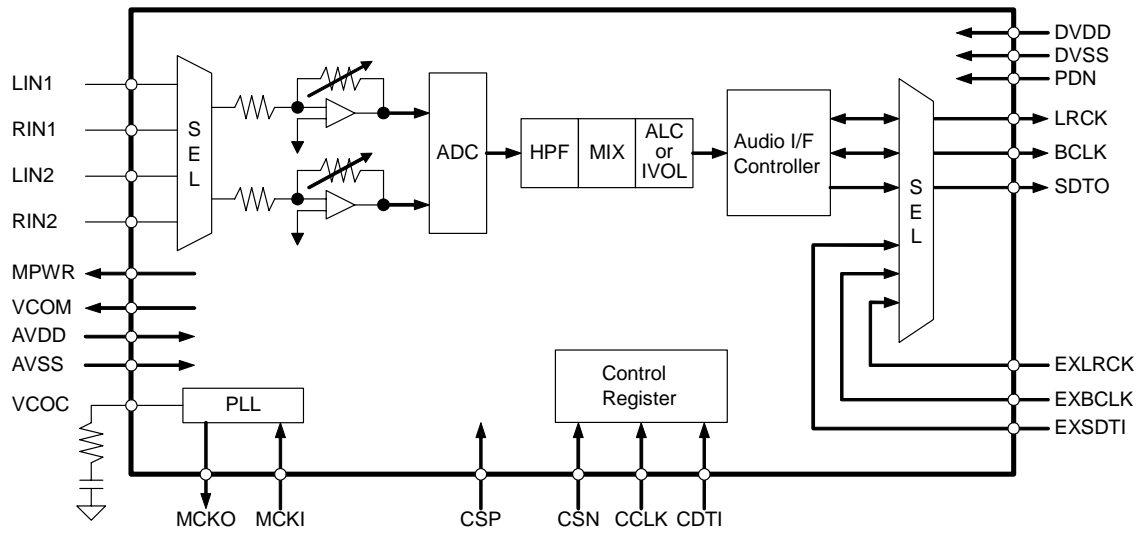 LIN1
RIN1
LIN2
RIN2
MPWR
VCOM
AVDD
AVSS
VCOC
S
E
L
ADC
HPF
MIX
ALC
or
IVOL
Audio I/F
Controller
S
E
L
DVDD
DVSS
PDN
LRCK
BCLK
SDTO
EXLRCK
EXBCLK
EXSDTI
PLL
Control
Register
MCKO
MCKI
CSP
CSN
CCLK
CDTI